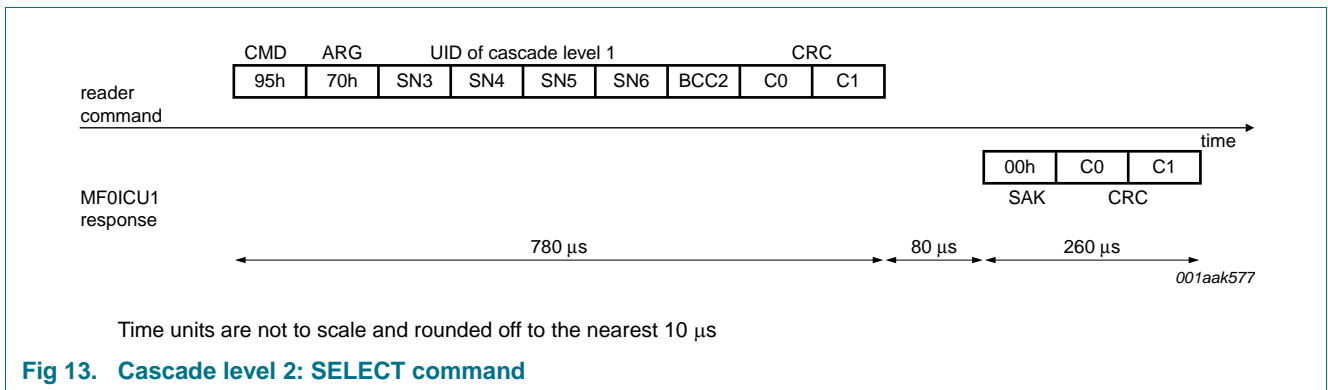 CMD ARG UID of cascade level 1 CRC
95h 70h SN3 SN4 SN5 SN6 BCC2 C0 C1
reader
command
time
00h C0 C1
MF0ICU1
response
SAK CRC
780 μs 80 μs 260 μs
001aak577
Time units are not to scale and rounded off to the nearest 10 μs
Fig 13. Cascade level 2: SELECT command